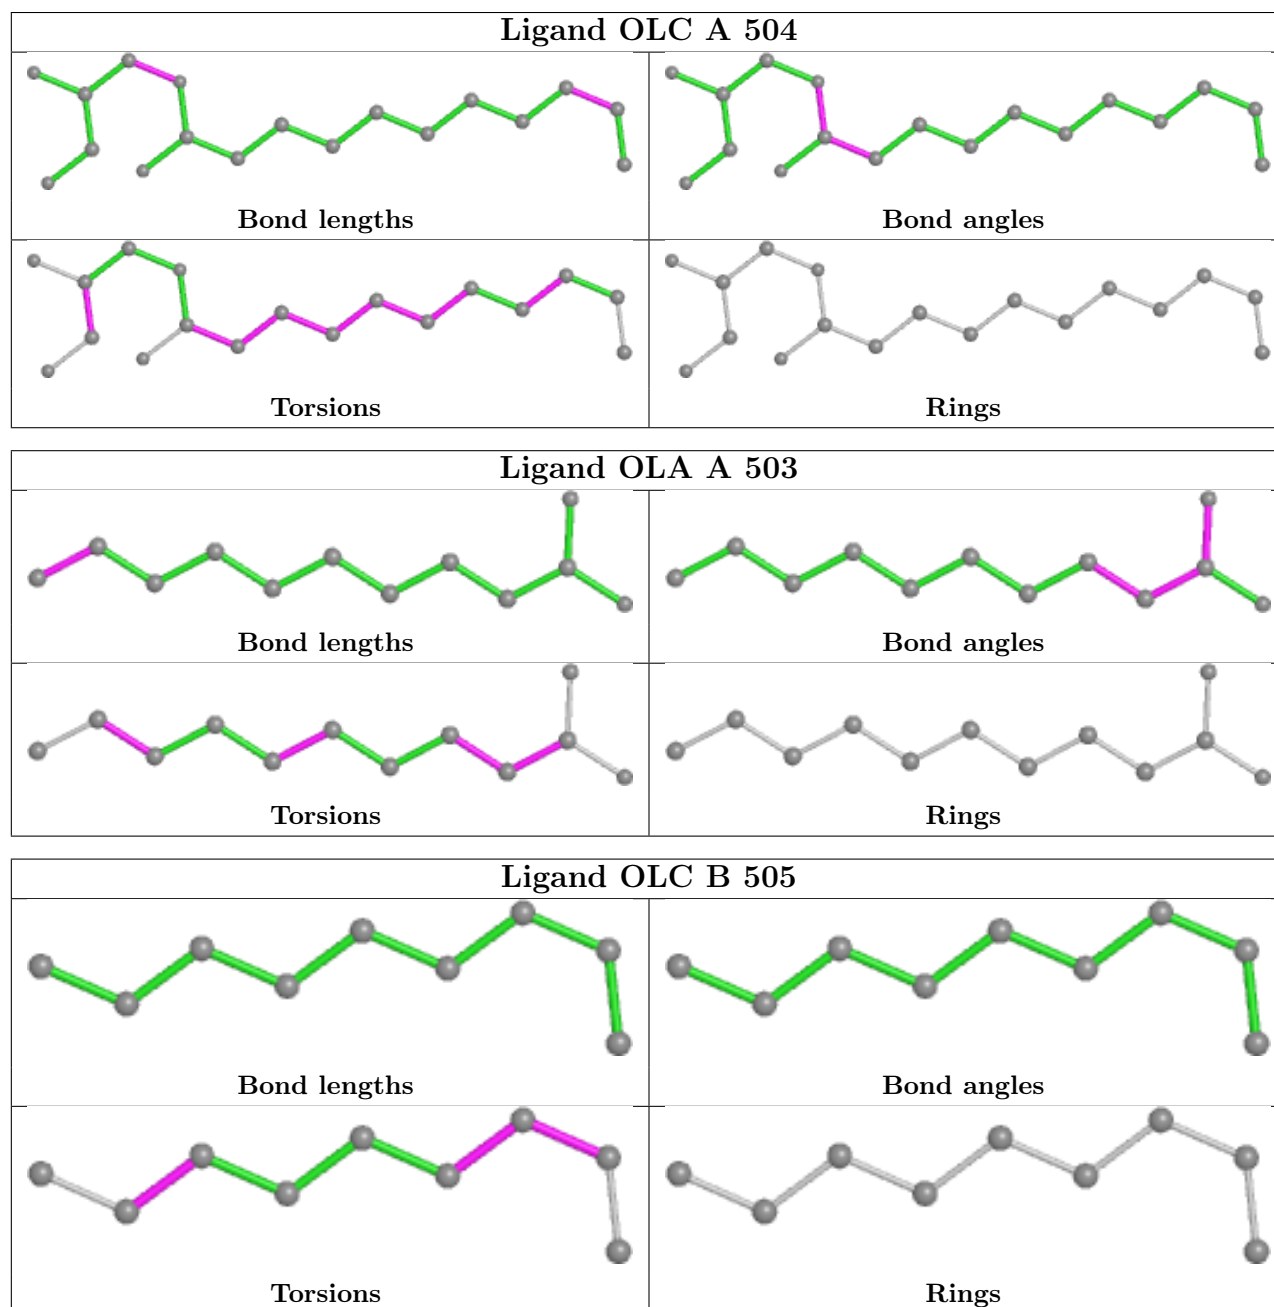 Ligand OLC A 504
Bond lengths
Bond angles
Torsions
Rings
Ligand OLA A 503
Bond lengths
Bond angles
Torsions
Rings
Ligand OLC B 505
Bond lengths
Bond angles
Torsions
Rings